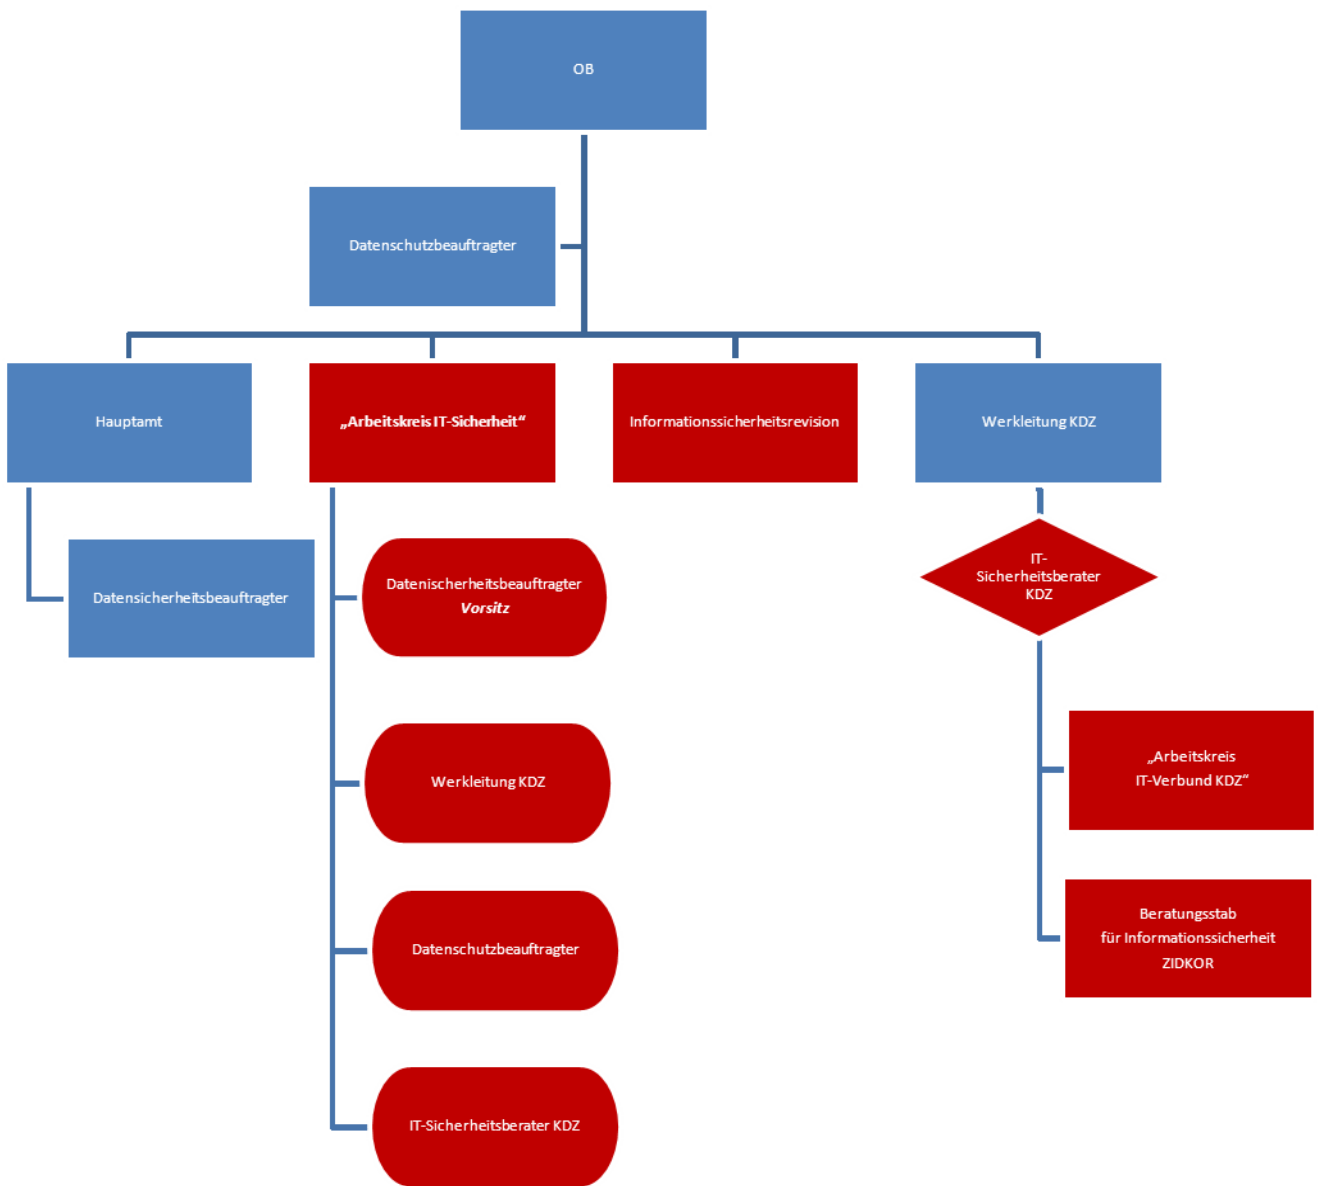 OB
Datenschutzbeauftragter
Hauptamt
„Arbeitskreis IT-Sicherheit“
Informationssicherheitsrevision
Werkleitung KDZ
Datensicherheitsbeauftragter
Datenischerheitsbeauftragter
Vorsitz
Werkleitung KDZ
Datenschutzbeauftragter
IT-Sicherheitsberater KDZ
IT-
Sicherheitsberater
KDZ
„Arbeitskreis
IT-Verbund KDZ“
Beratungsstab
für Informationssicherheit
ZIDKOR